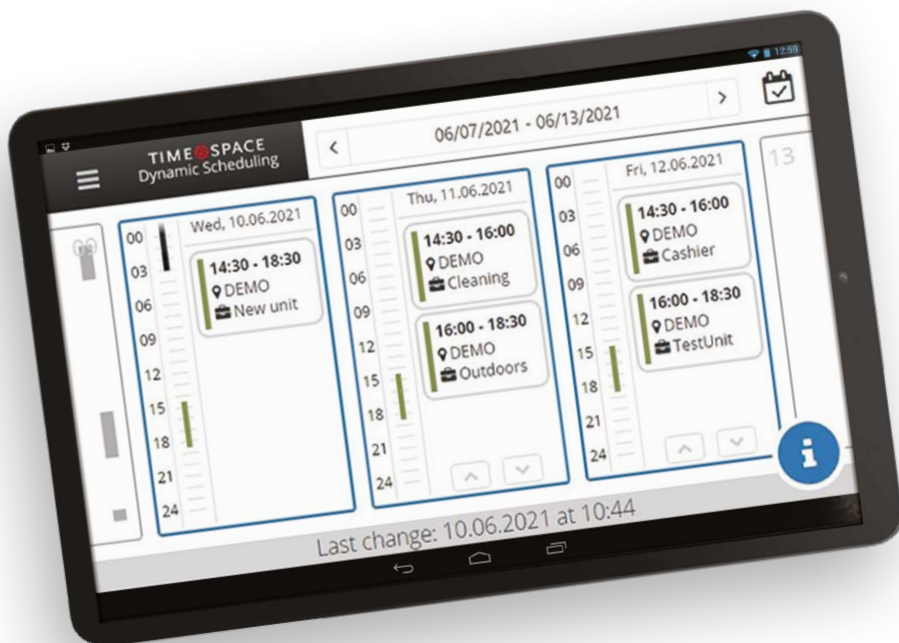 12:59
TIME SPACE
Dynamic Scheduling
06/07/2021 - 06/13/2021
Wed, 10.06.2021
00
03
06
09
12
15
18
21
24
14:30 - 18:30
DEMO
New unit
Thu, 11.06.2021
00
03
06
09
12
15
18
21
24
14:30 - 16:00
DEMO
Cleaning
16:00 - 18:30
DEMO
Outdoors
Fri, 12.06.2021
00
03
06
09
12
15
18
21
24
14:30 - 16:00
DEMO
Cashier
16:00 - 18:30
DEMO
TestUnit
13
i
Last change: 10.06.2021 at 10:44